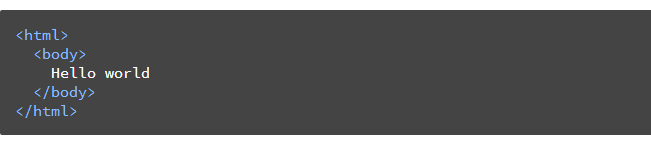 <html>
  <body>
    Hello world
  </body>
</html>